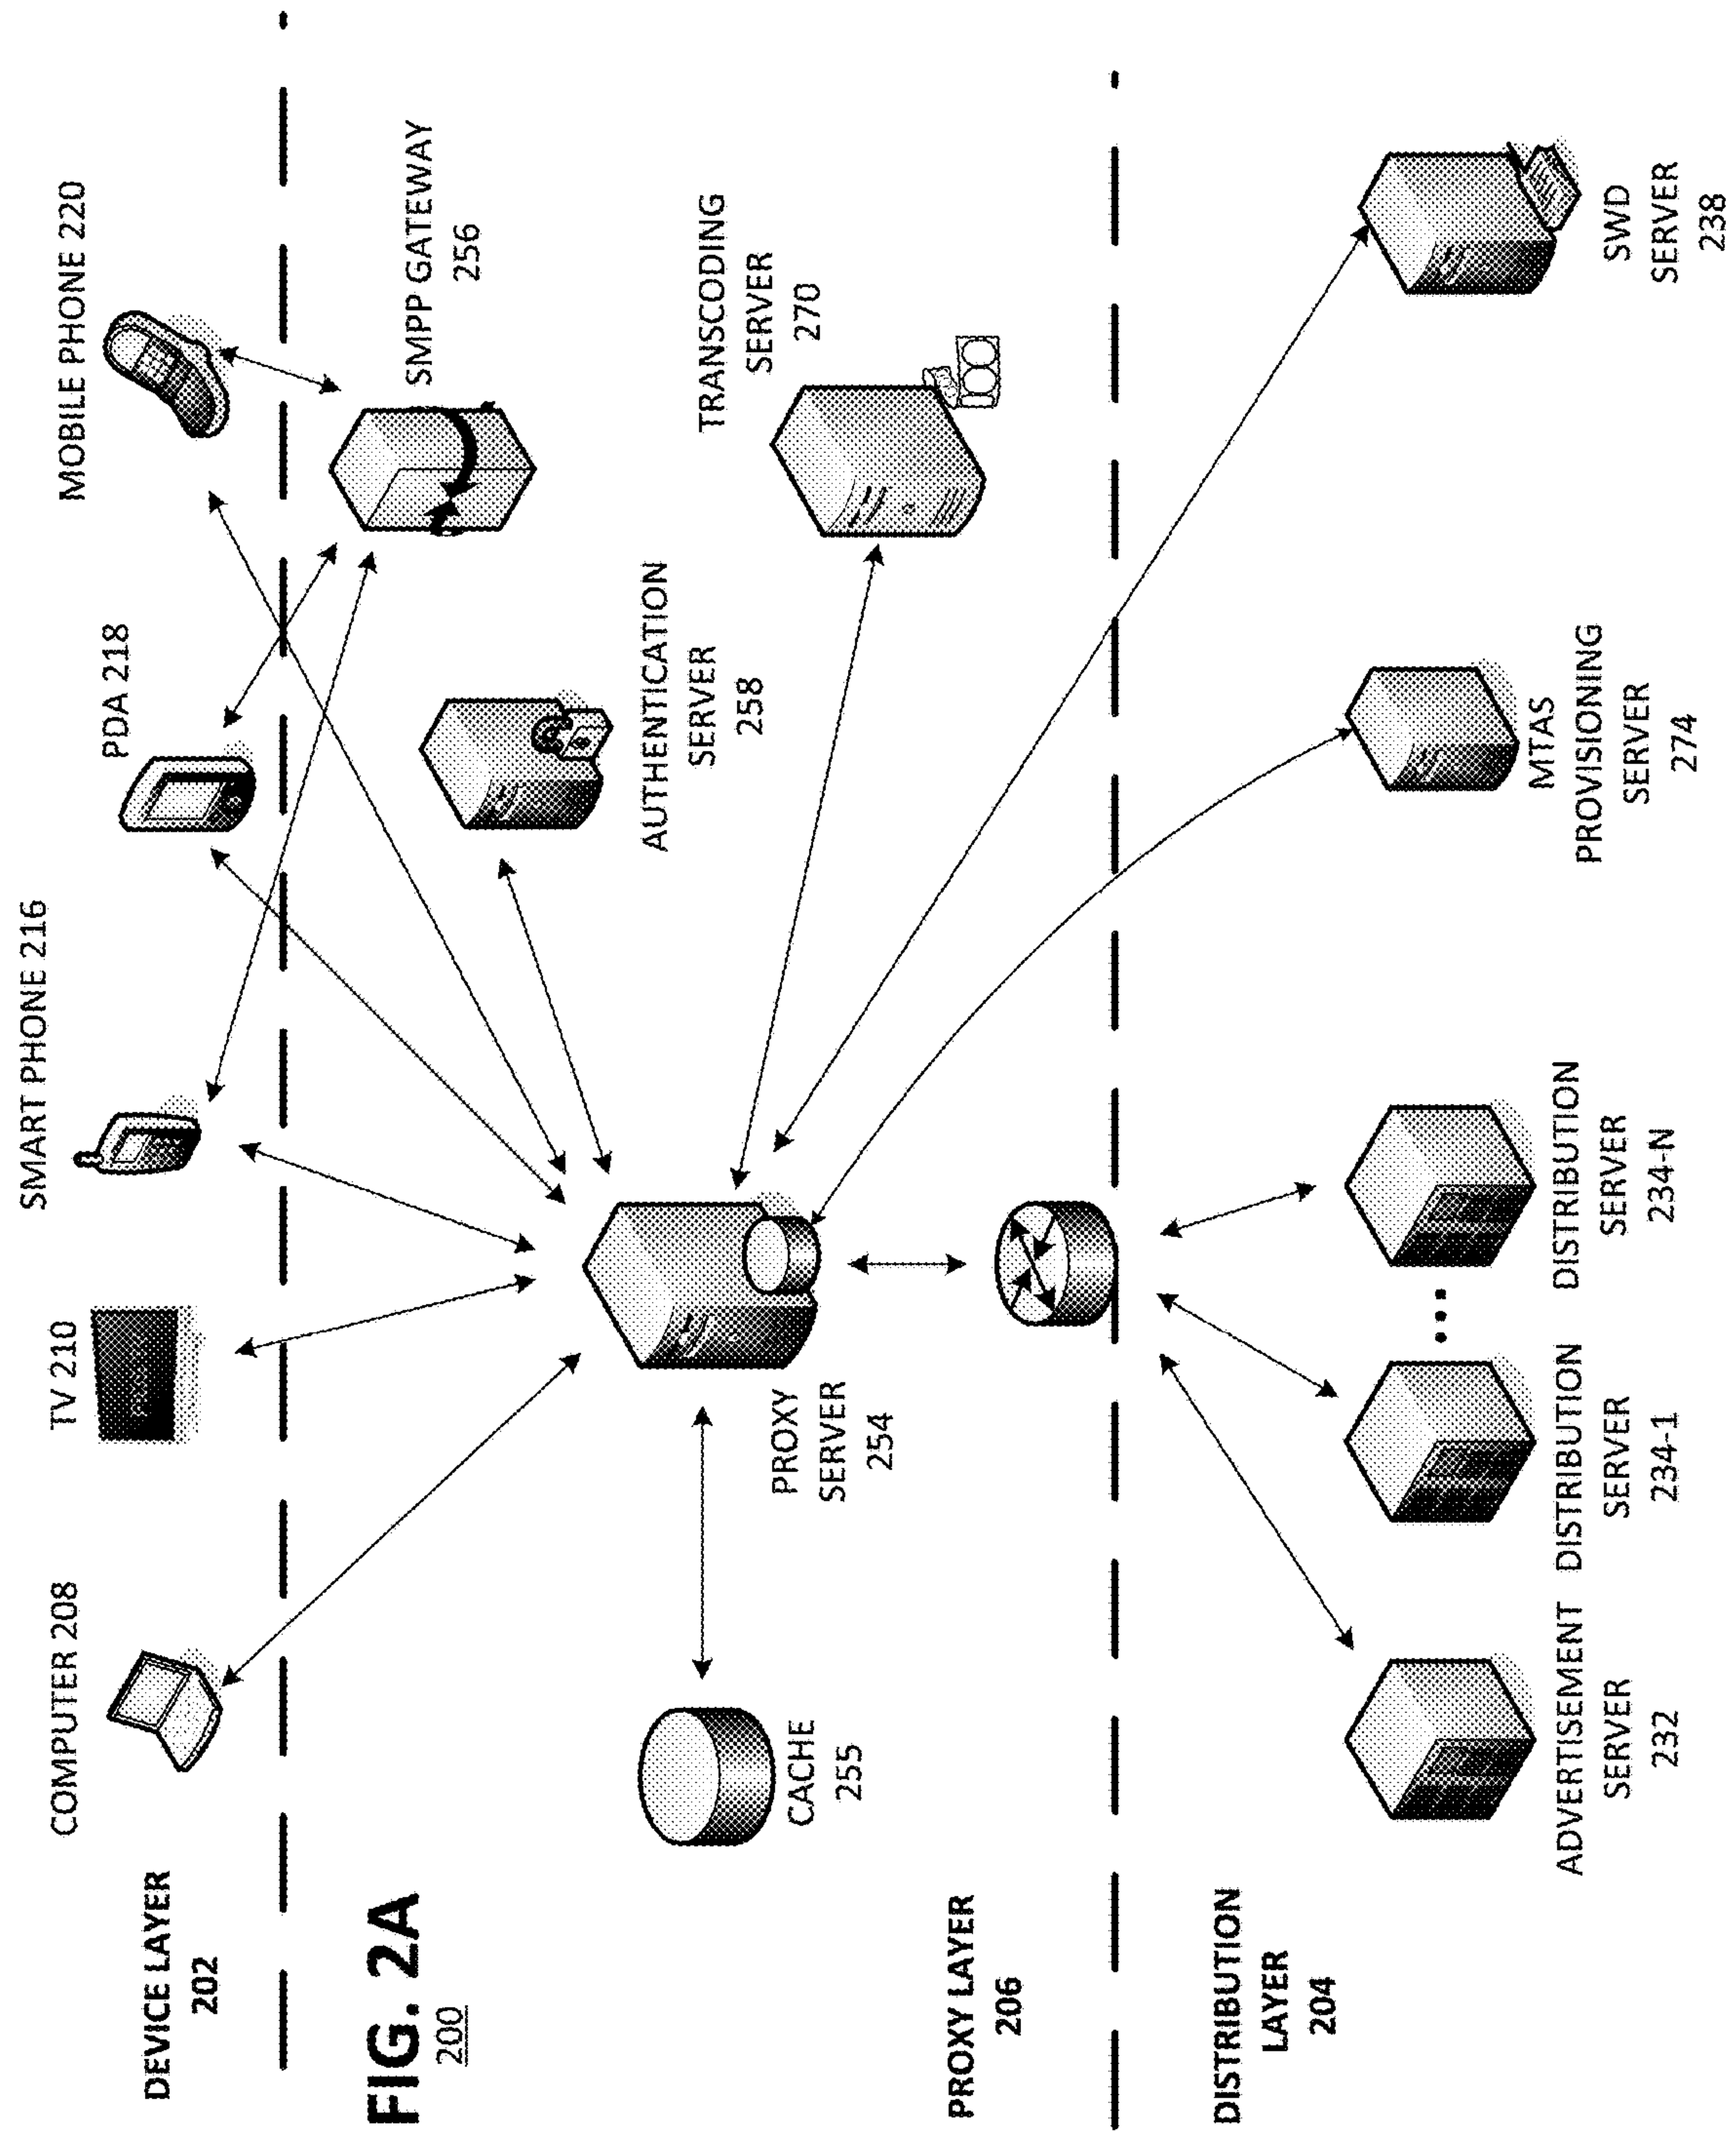 DEVICE LAYER
202
COMPUTER 208
TV 210
SMART PHONE 216
PDA 218
MOBILE PHONE 220
FIG. 2A
200
SMPP GATEWAY
256
AUTHENTICATION
SERVER
258
TRANSCODING
SERVER
270
PROXY
SERVER
254
CACHE
255
PROXY LAYER
206
DISTRIBUTION
LAYER
204
ADVERTISEMENT
SERVER
232
DISTRIBUTION
SERVER
234-1
...
DISTRIBUTION
SERVER
234-N
MTAS
PROVISIONING
SERVER
274
SWD
SERVER
238